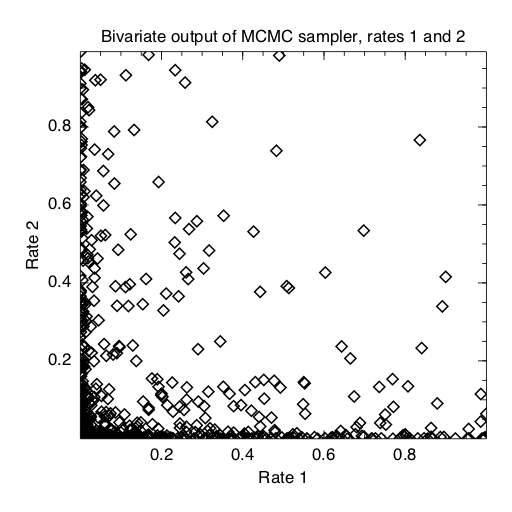 Bivariate output of MCMC sampler, rates 1 and 2
0.8
0.6
0.4
0.2
Rate 2
0.2 0.4 0.6 0.8
Rate 1